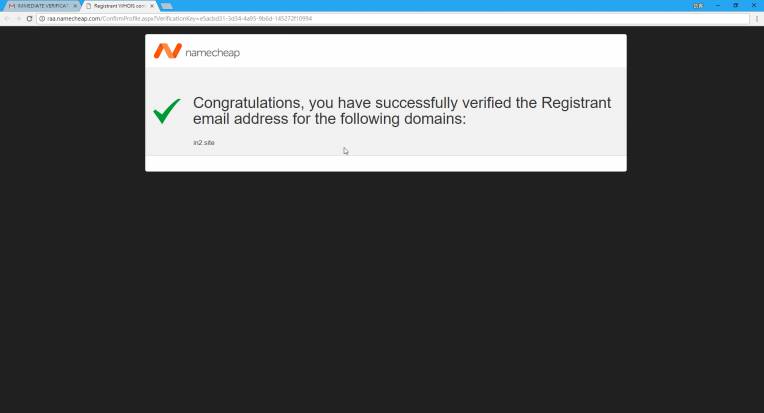 IMMEDIATE VERIFICAT
Registrant WHOIS con
raa.namecheap.com/ConfirmProfile.aspx?VerificationKey=e5acbd31-3d34-4a95-9b6d-145272f10994
namecheap
Congratulations, you have successfully verified the Registrant
email address for the following domains:
in2.site